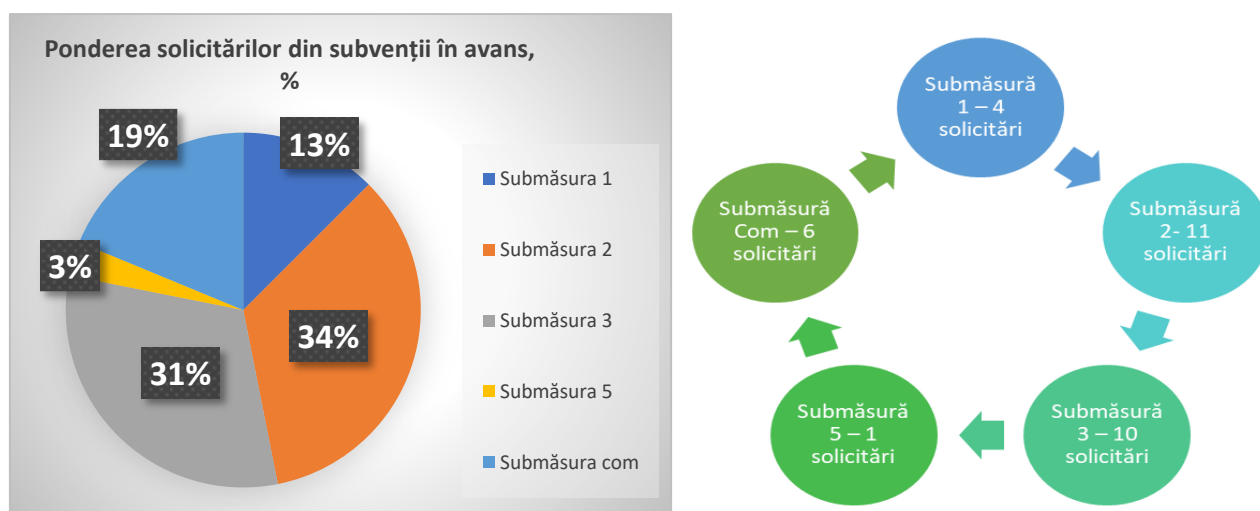 Ponderea solicitărilor din subvenții în avans,
%
19%
13%
3%
34%
31%
Submăsura 1
Submăsura 2
Submăsura 3
Submăsura 5
Submăsura com
Submăsură
1 – 4
solicitări
Submăsură
2- 11
solicitări
Submăsură
3 – 10
solicitări
Submăsură
5 – 1
solicitări
Submăsură
Com – 6
solicitări